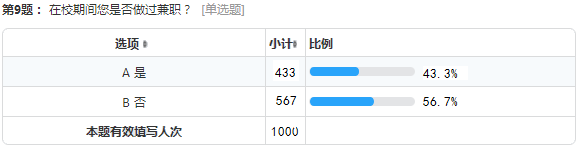 第9题： 在校期间您是否做过兼职？ [单选题]
选项 小计 比例
A 是 433 43.3%
B 否 567 56.7%
本题有效填写人次 1000